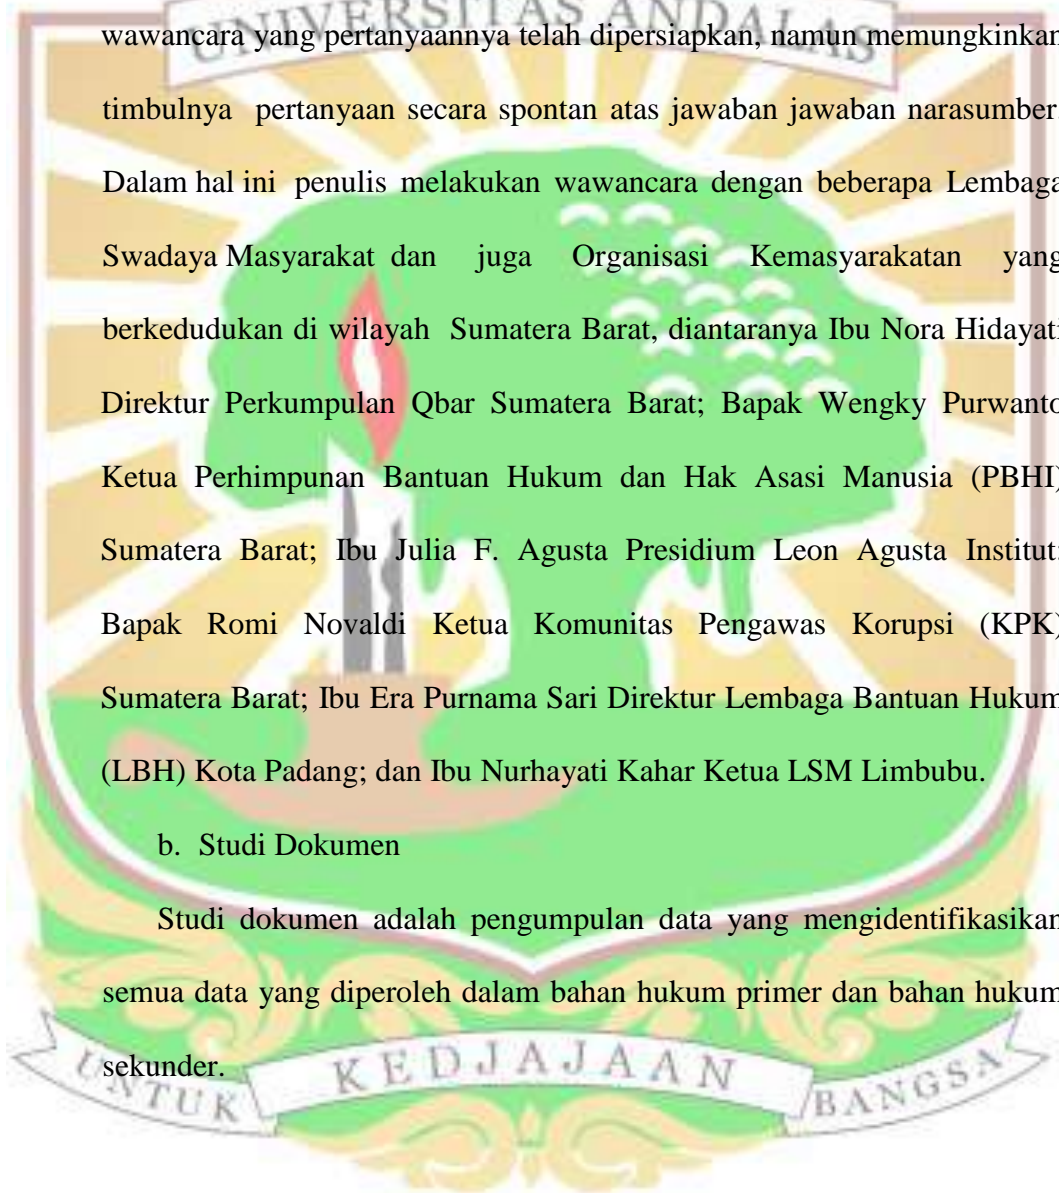 UNIVERSITAS ANDALAS
wawancara yang pertanyaannya telah dipersiapkan, namun memungkinkan
timbulnya pertanyaan secara spontan atas jawaban jawaban narasumber.
Dalam hal ini penulis melakukan wawancara dengan beberapa Lembaga
Swadaya Masyarakat dan juga Organisasi Kemasyarakatan yang
berkedudukan di wilayah Sumatera Barat, diantaranya Ibu Nora Hidayati
Direktur Perkumpulan Qbar Sumatera Barat; Bapak Wengky Purwanto
Ketua Perhimpunan Bantuan Hukum dan Hak Asasi Manusia (PBHI)
Sumatera Barat; Ibu Julia F. Agusta Presidium Leon Agusta Institut;
Bapak Romi Novaldi Ketua Komunitas Pengawas Korupsi (KPK)
Sumatera Barat; Ibu Era Purnama Sari Direktur Lembaga Bantuan Hukum
(LBH) Kota Padang; dan Ibu Nurhayati Kahar Ketua LSM Limbubu.
b. Studi Dokumen
Studi dokumen adalah pengumpulan data yang mengidentifikasikan
semua data yang diperoleh dalam bahan hukum primer dan bahan hukum
sekunder.
UNTUK KEDJAJAAN BANGSA